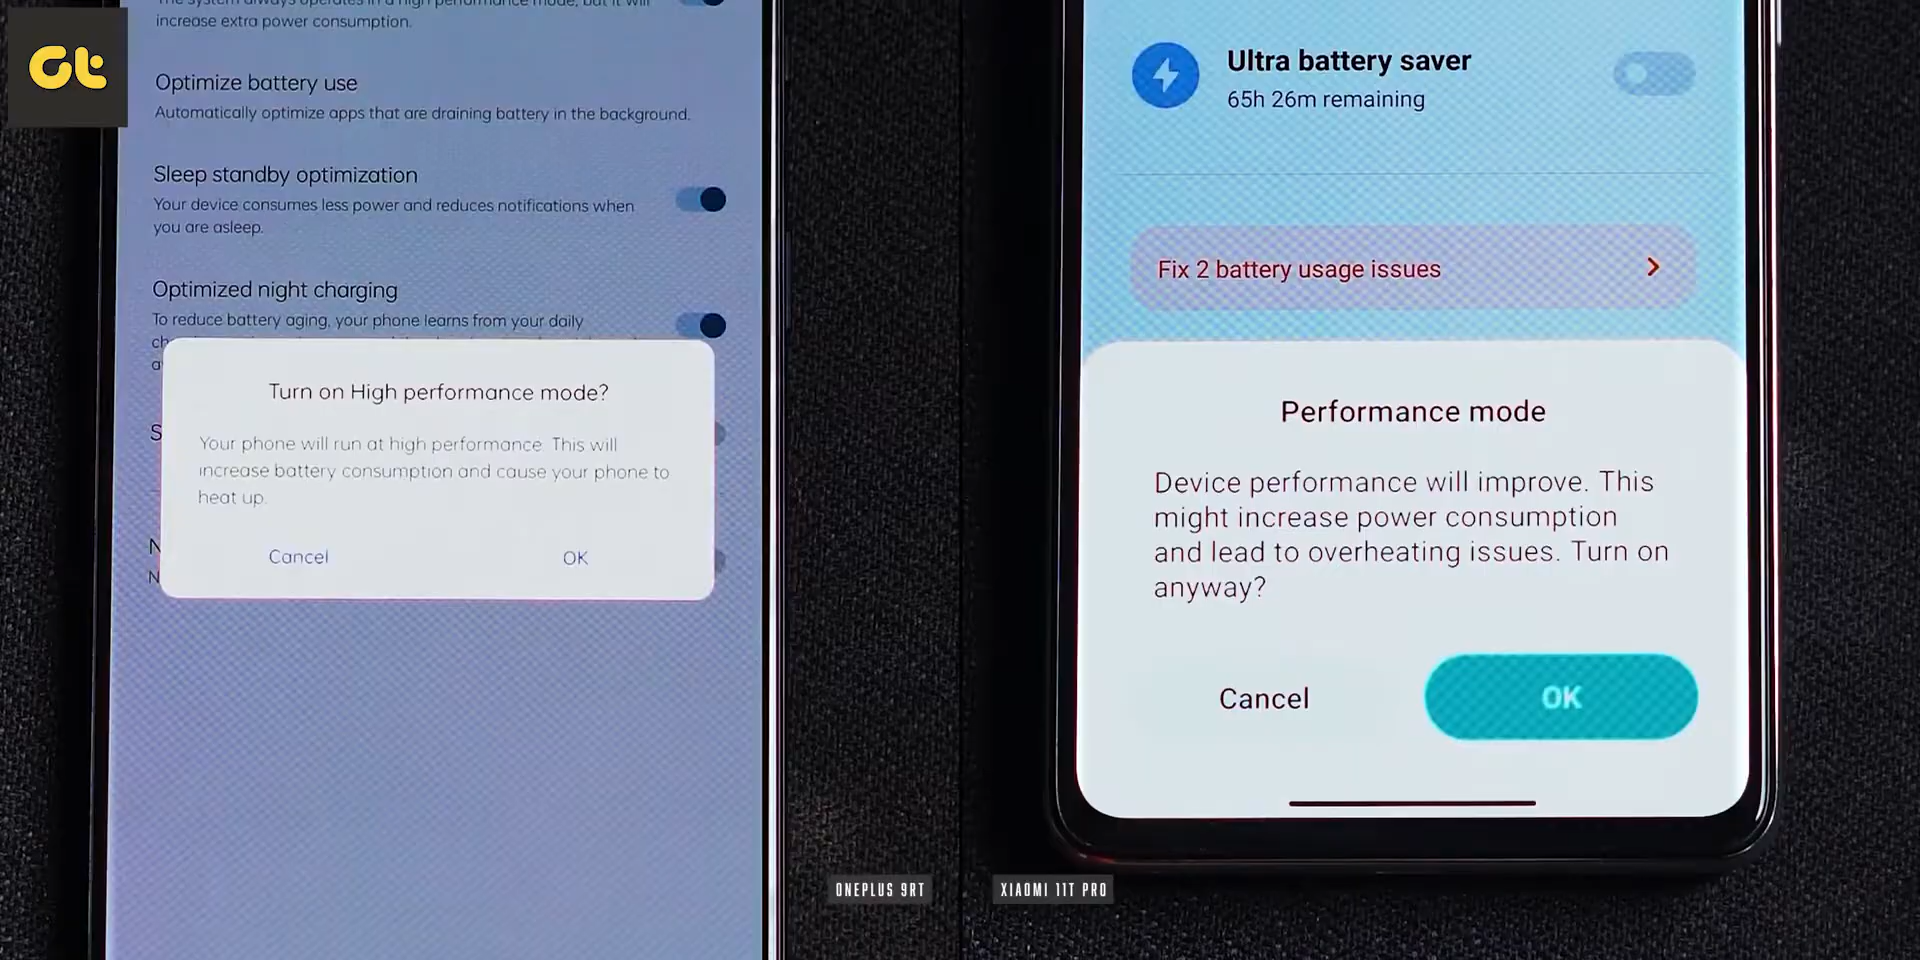 Gt
increase extra power consumption.
Optimize battery use
Automatically optimize apps that are draining battery in the background.
Sleep standby optimization
Your device consumes less power and reduces notifications when
you are asleep.
Optimized night charging
To reduce battery aging, your phone learns from your daily
Turn on High performance mode?
Your phone will run at high performance. This will
increase battery consumption and cause your phone to
heat up.
Cancel
OK
ONEPLUS 9RT
Ultra battery saver
65h 26m remaining
Fix 2 battery usage issues
Performance mode
Device performance will improve. This
might increase power consumption
and lead to overheating issues. Turn on
anyway?
Cancel
OK
XIAOMI 11T PRO